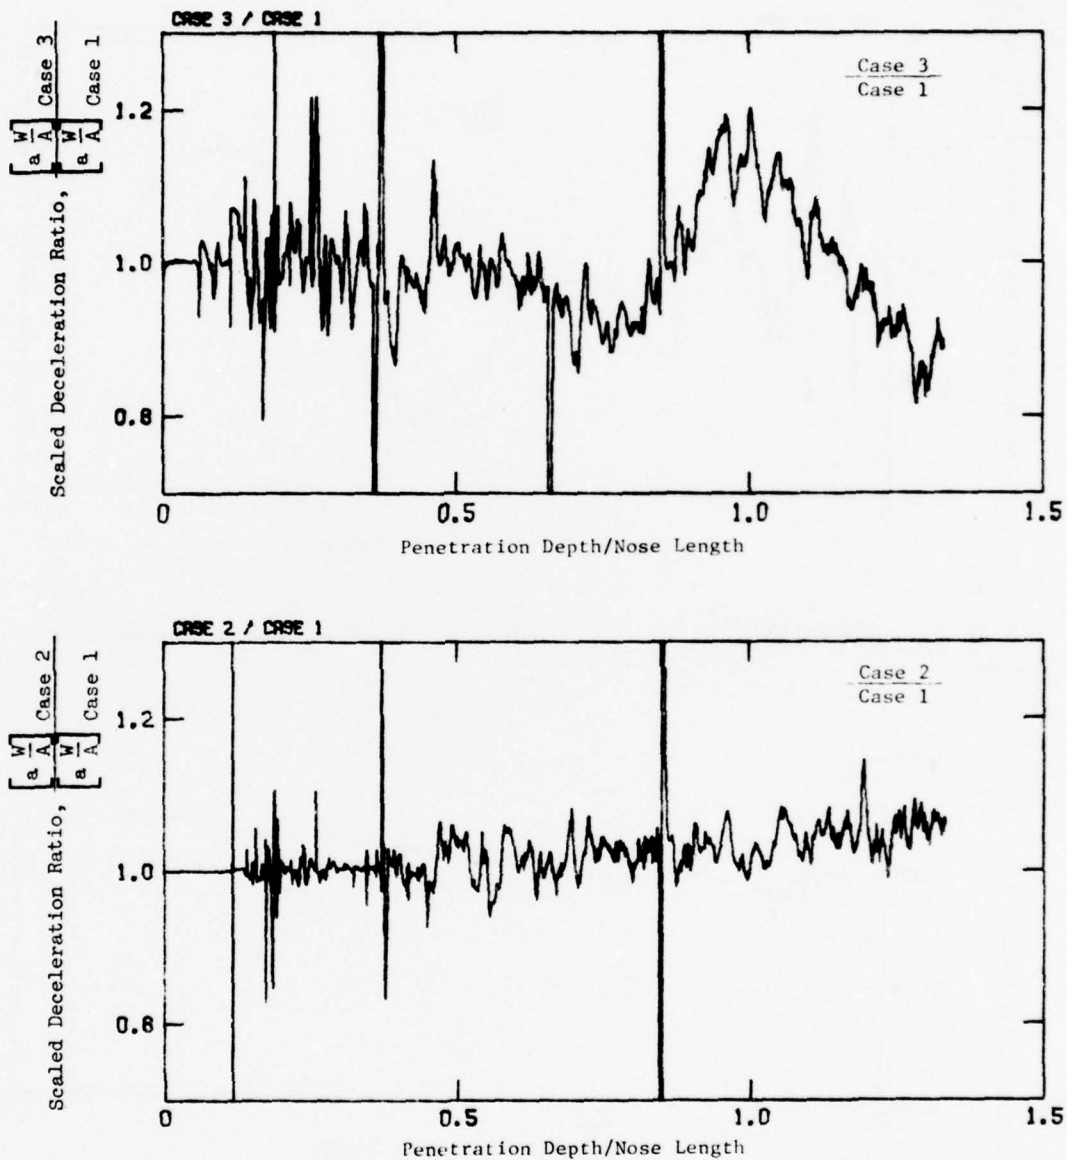 CASE 3 / CASE 1
Case 3
Case 1
Scaled Deceleration Ratio, [a W/A] Case 3 / [a W/A] Case 1
1.2
1.0
0.8
0
0.5
1.0
1.5
Penetration Depth/Nose Length
CASE 2 / CASE 1
Case 2
Case 1
Scaled Deceleration Ratio, [a W/A] Case 2 / [a W/A] Case 1
1.2
1.0
0.8
0
0.5
1.0
1.5
Penetration Depth/Nose Length